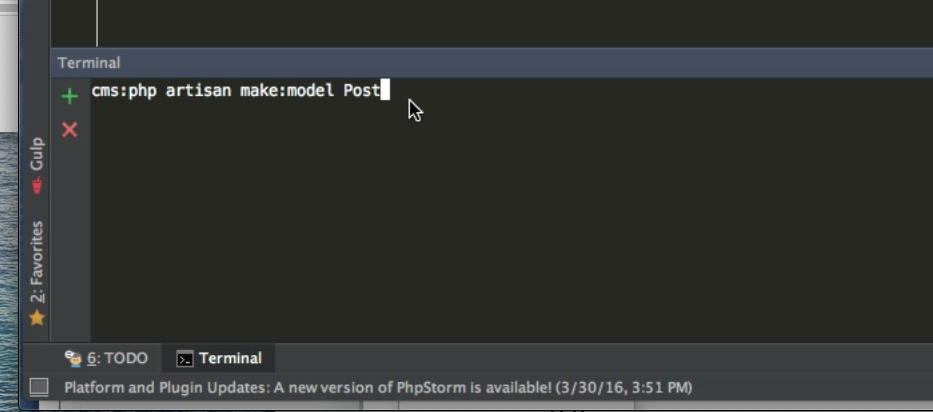 Terminal
cms:php artisan make:model Post
Gulp
2: Favorites
6: TODO
Terminal
Platform and Plugin Updates: A new version of PhpStorm is available! (3/30/16, 3:51 PM)